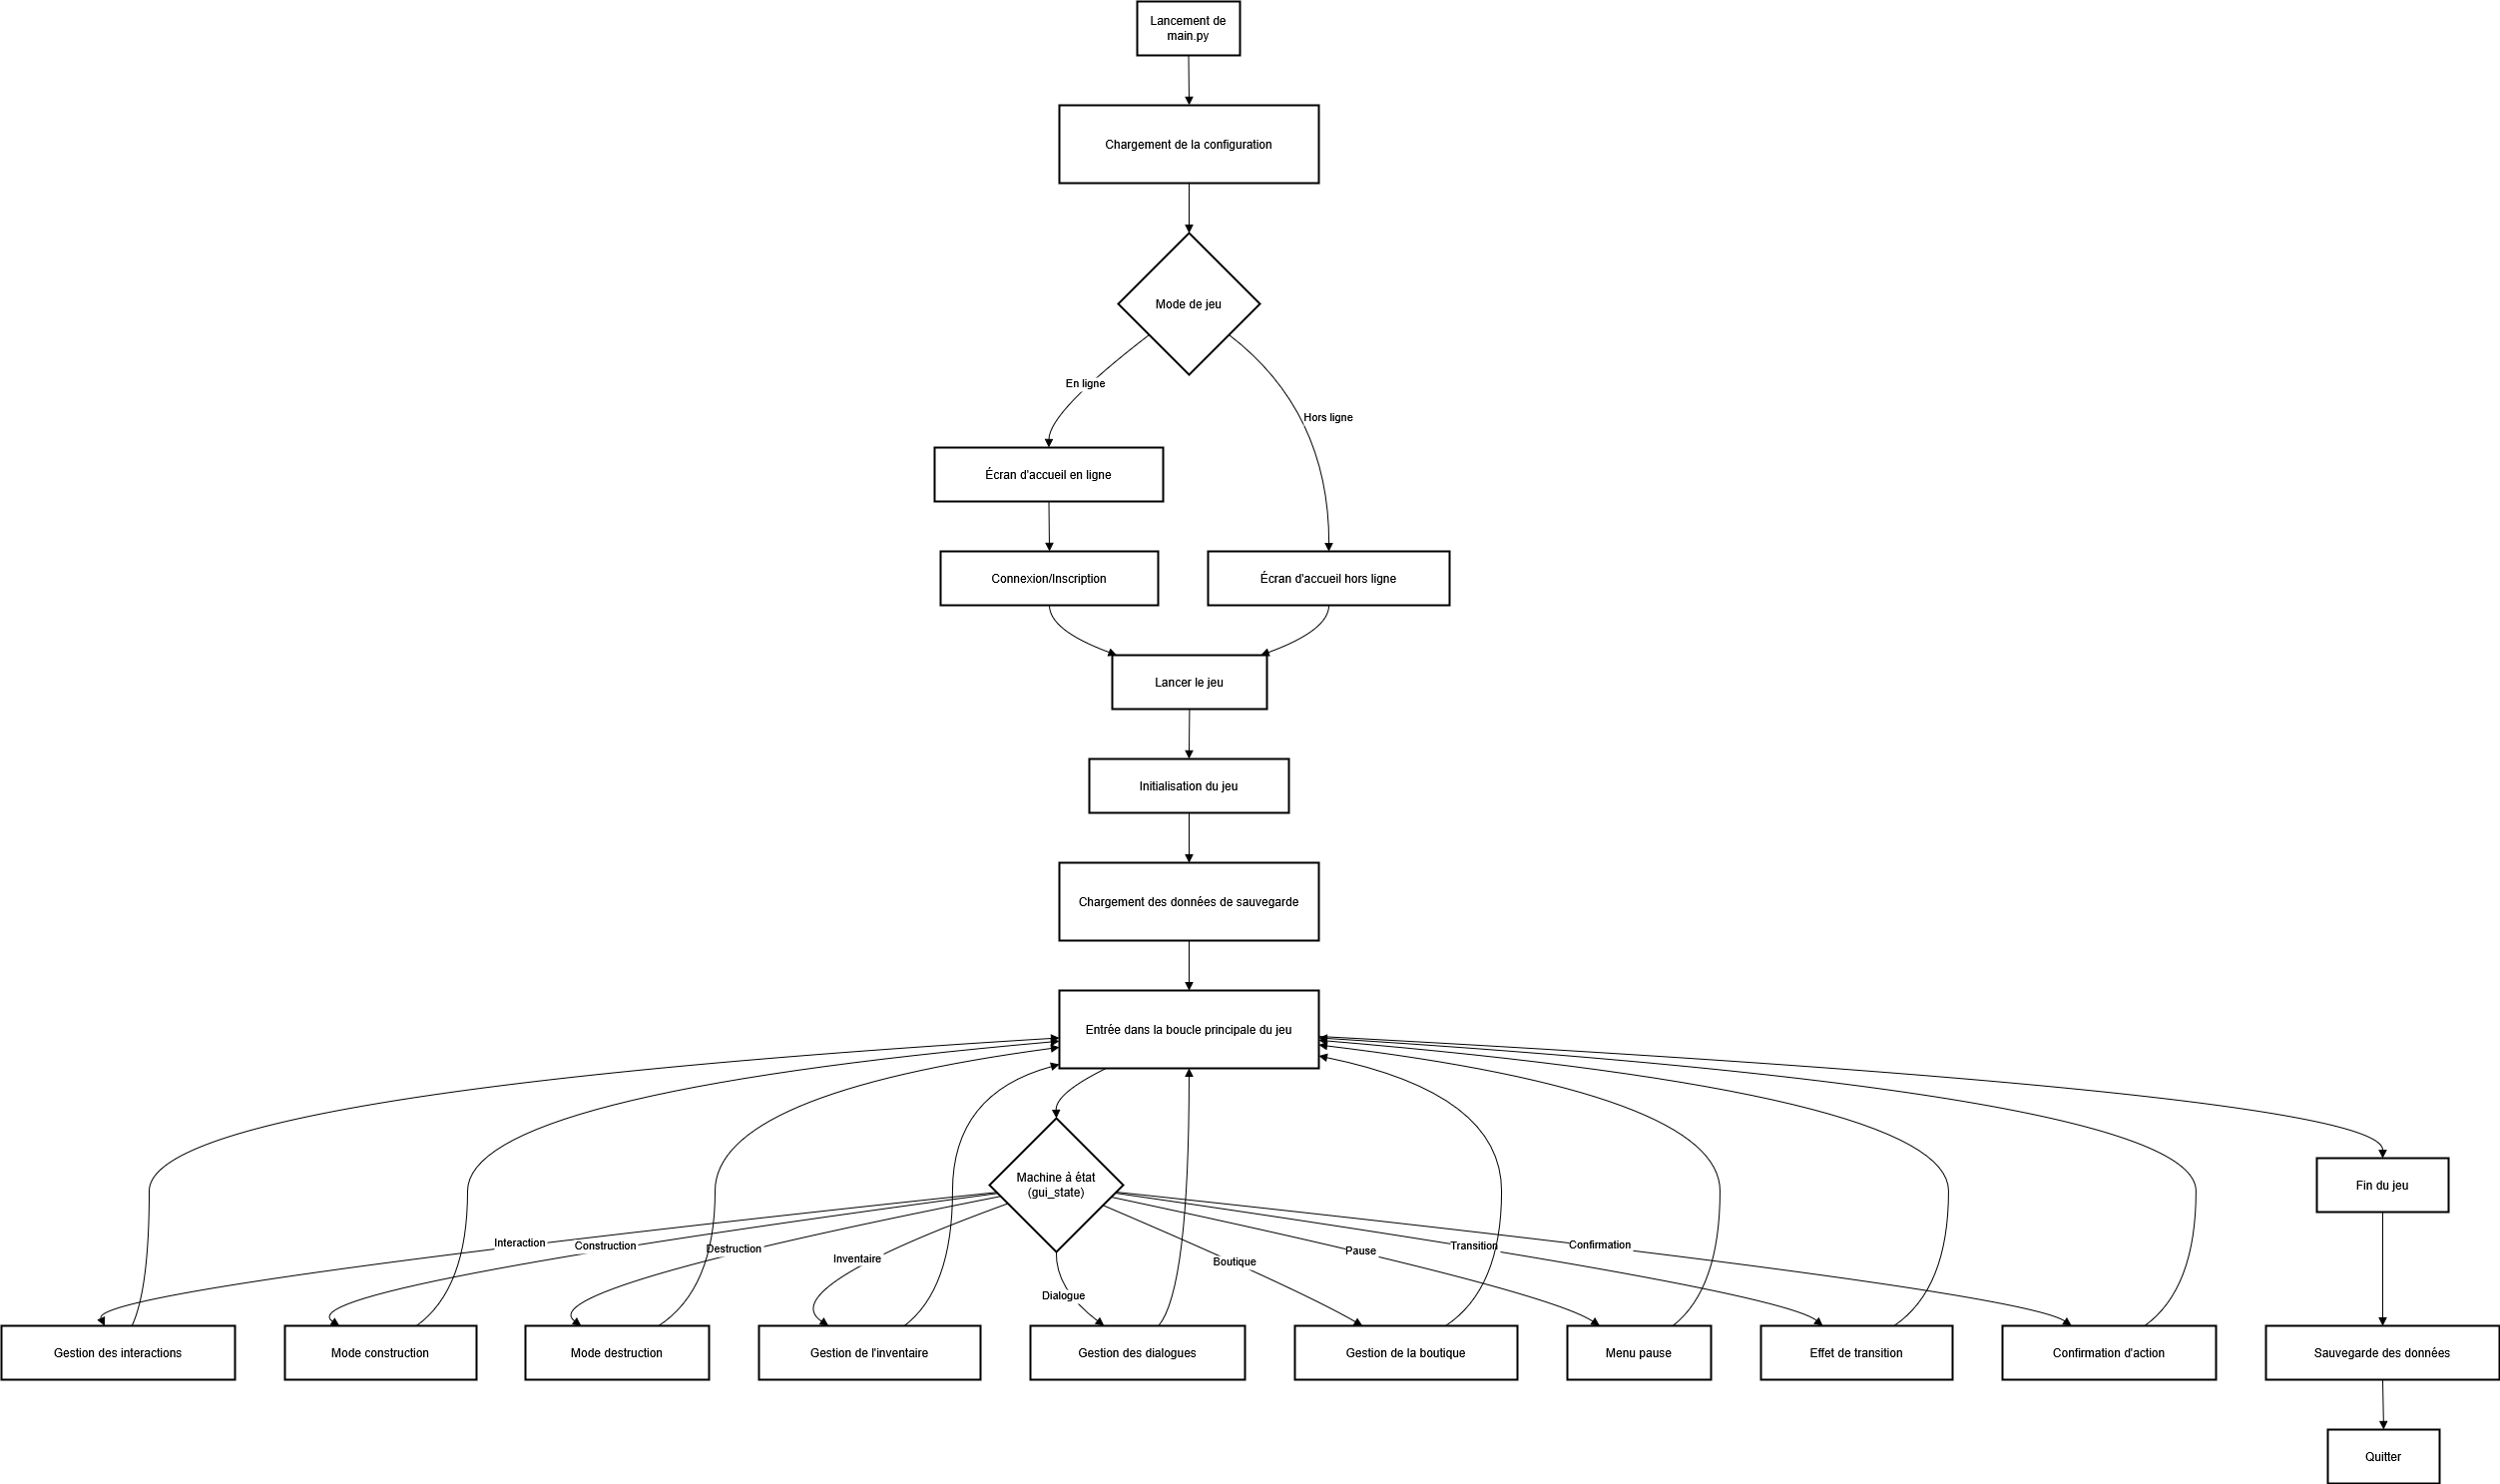 Lancement de
main.py
Chargement de la configuration
Mode de jeu
En ligne
Hors ligne
Écran d'accueil en ligne
Connexion/Inscription
Écran d'accueil hors ligne
Lancer le jeu
Initialisation du jeu
Chargement des données de sauvegarde
Entrée dans la boucle principale du jeu
Machine à état
(gui_state)
Fin du jeu
Interaction
Construction
Destruction
Inventaire
Dialogue
Boutique
Pause
Transition
Confirmation
Gestion des interactions
Mode construction
Mode destruction
Gestion de l'inventaire
Gestion des dialogues
Gestion de la boutique
Menu pause
Effet de transition
Confirmation d'action
Sauvegarde des données
Quitter